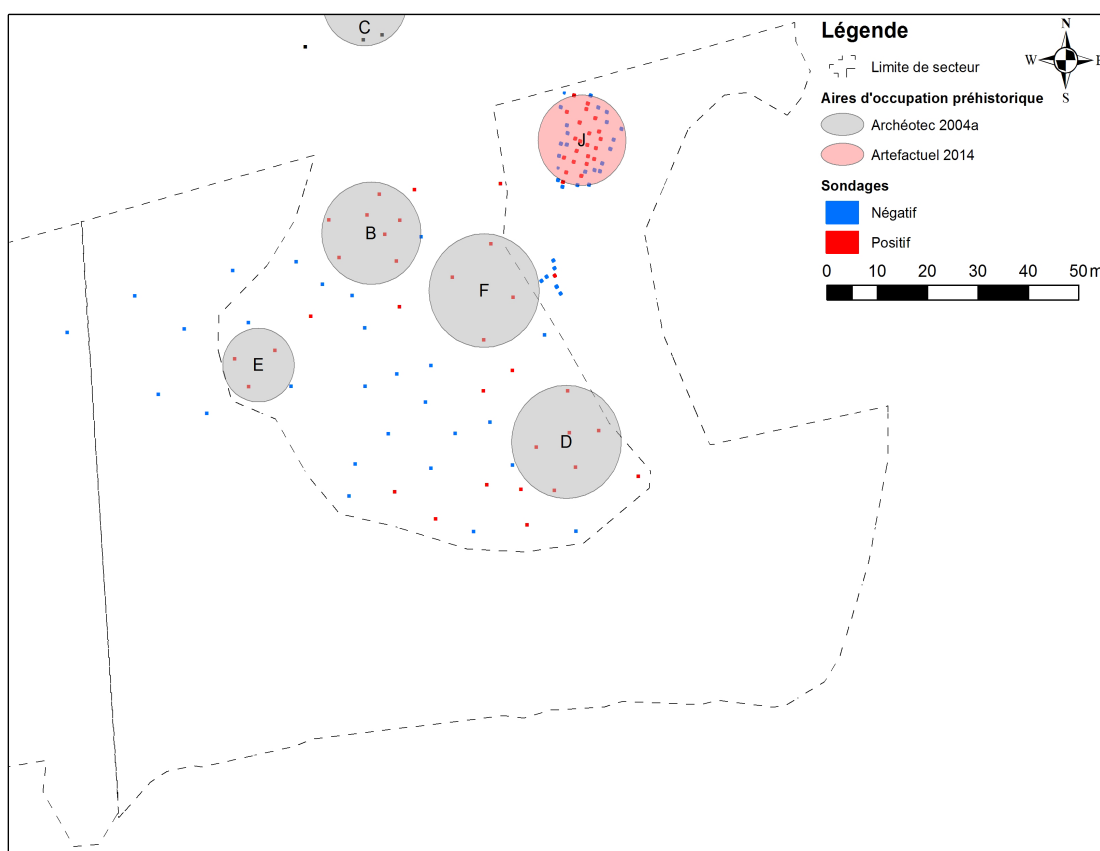 C
Légende
N
W
E
S
Limite de secteur
Aires d'occupation préhistorique
Archéotec 2004a
Artefactuel 2014
Sondages
Négatif
Positif
0 10 20 30 40 50 m
J
B
F
E
D